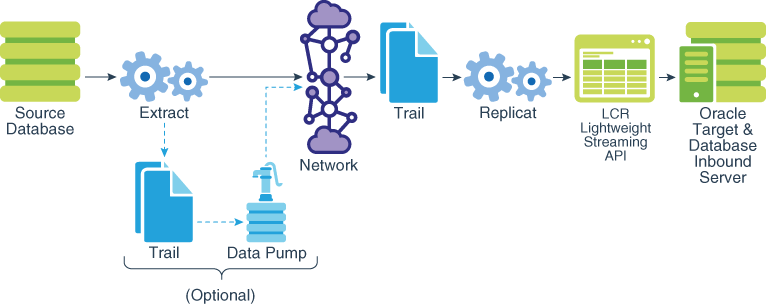 Source
Database
Extract
Network
Trail
Replicat
LCR
Lightweight
Streaming
API
Oracle
Target &
Database
Inbound
Server
Trail
Data Pump
(Optional)